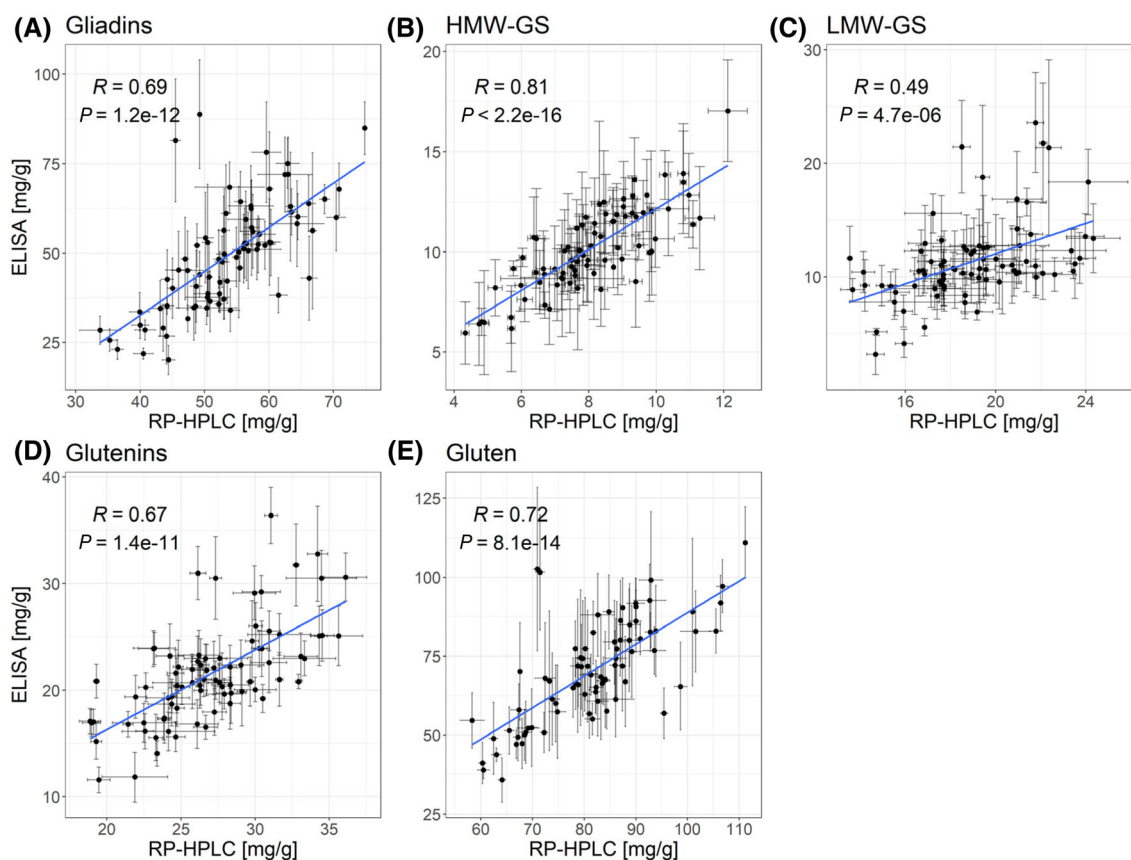 (A) Gliadins
R = 0.69
P = 1.2e-12
100
75
50
25
30 40 50 60 70
RP-HPLC [mg/g]
ELISA [mg/g]
(B) HMW-GS
R = 0.81
P < 2.2e-16
20
15
10
5
4 6 8 10 12
RP-HPLC [mg/g]
(C) LMW-GS
R = 0.49
P = 4.7e-06
30
20
10
16 20 24
RP-HPLC [mg/g]
(D) Glutenins
R = 0.67
P = 1.4e-11
40
30
20
10
20 25 30 35
RP-HPLC [mg/g]
ELISA [mg/g]
(E) Gluten
R = 0.72
P = 8.1e-14
125
100
75
50
25
60 70 80 90 100 110
RP-HPLC [mg/g]